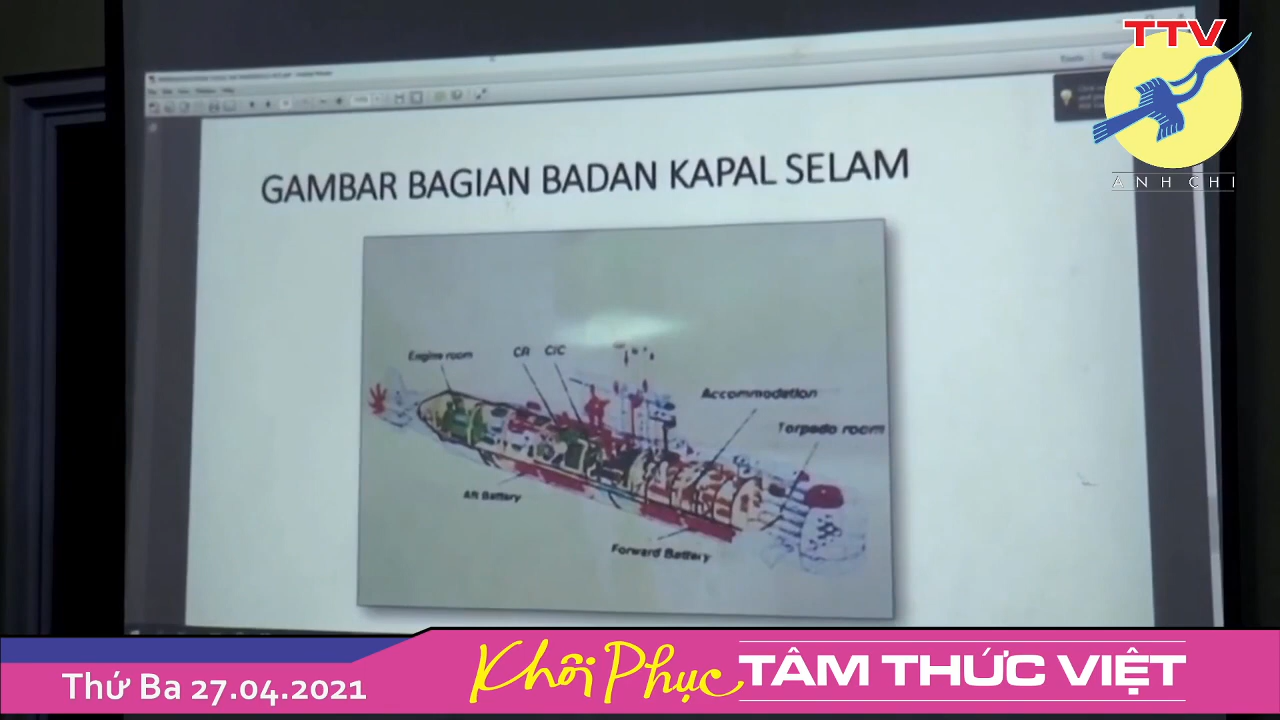 TTV
ANH CHI
GAMBAR BAGIAN BADAN KAPAL SELAM
Engine room
CR
CIC
Accommodation
Torpedo room
Aft Battery
Forward Battery
Khôi Phục TÂM THỨC VIỆT
Thứ Ba 27.04.2021